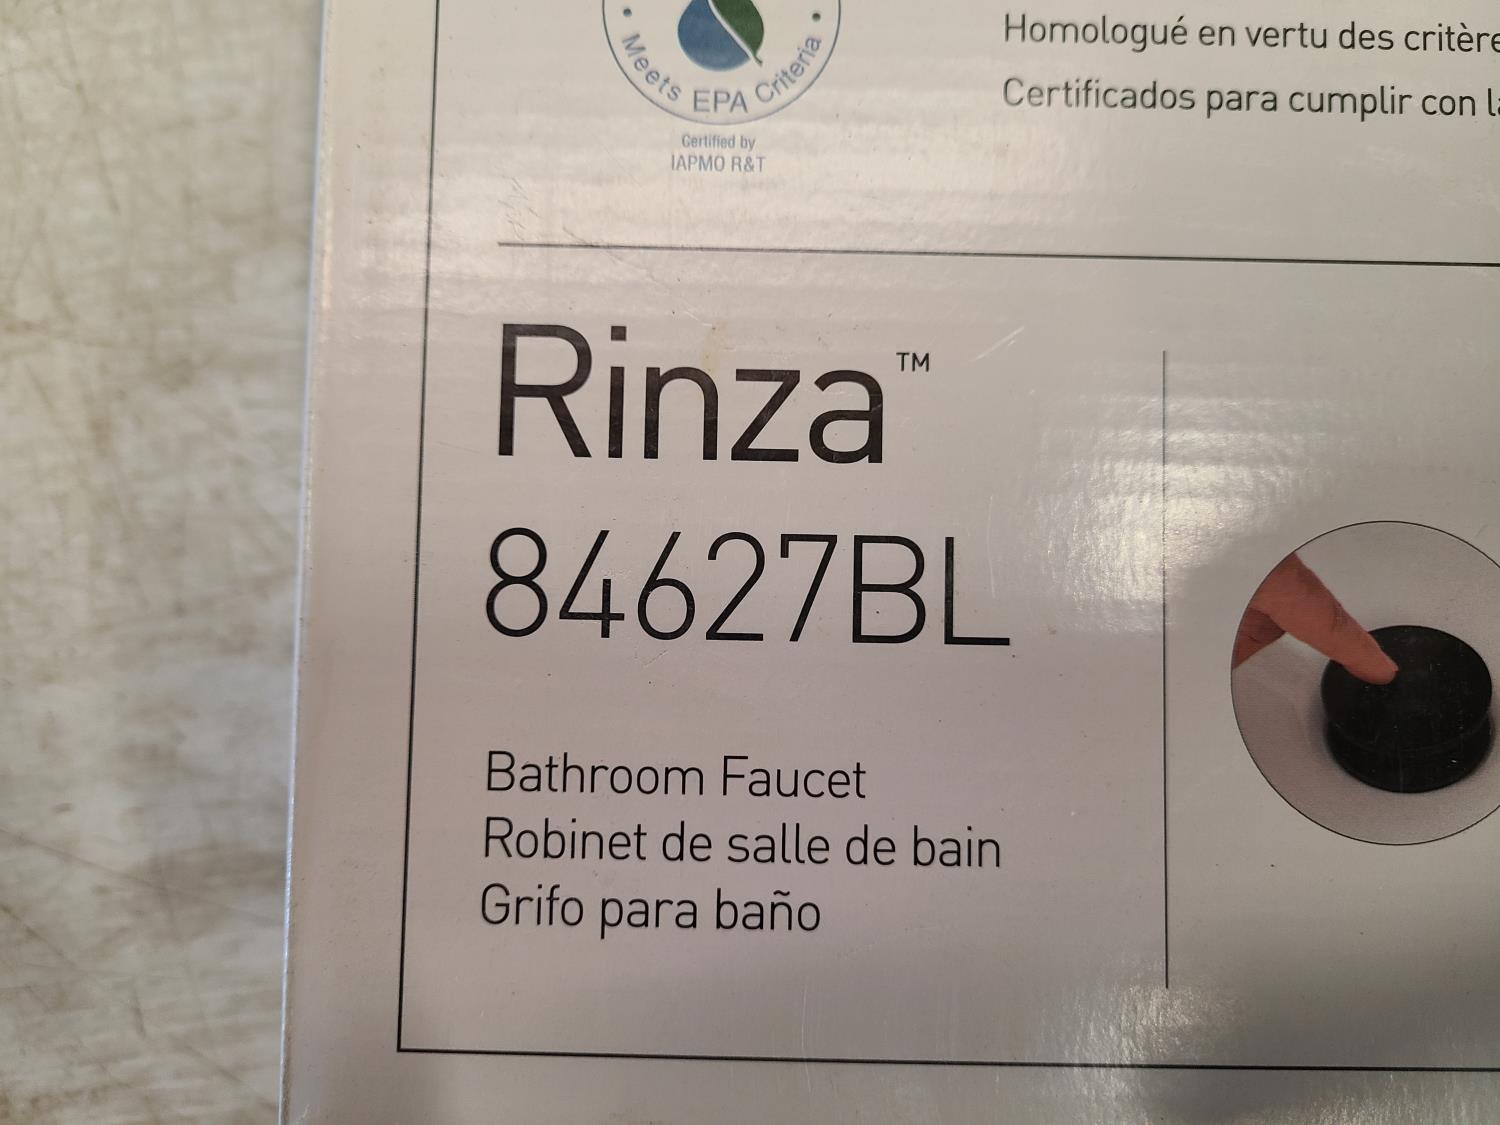 Meets EPA Criteria
Certified by
IAPMO R&T
Homologué en vertu des critère
Certificados para cumplir con la
Rinza™
84627BL
Bathroom Faucet
Robinet de salle de bain
Grifo para baño